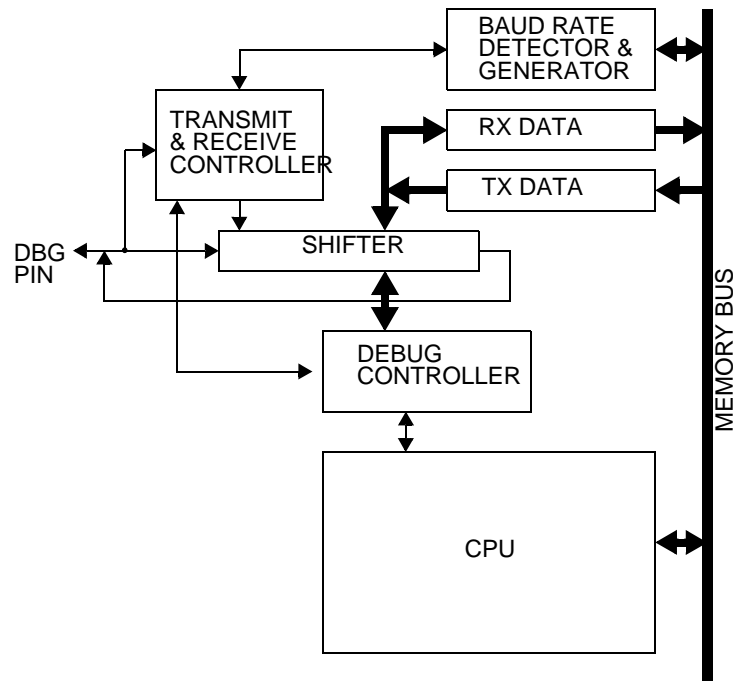 BAUD RATE
DETECTOR &
GENERATOR
TRANSMIT
& RECEIVE
CONTROLLER
RX DATA
TX DATA
SHIFTER
DBG
PIN
DEBUG
CONTROLLER
CPU
MEMORY BUS